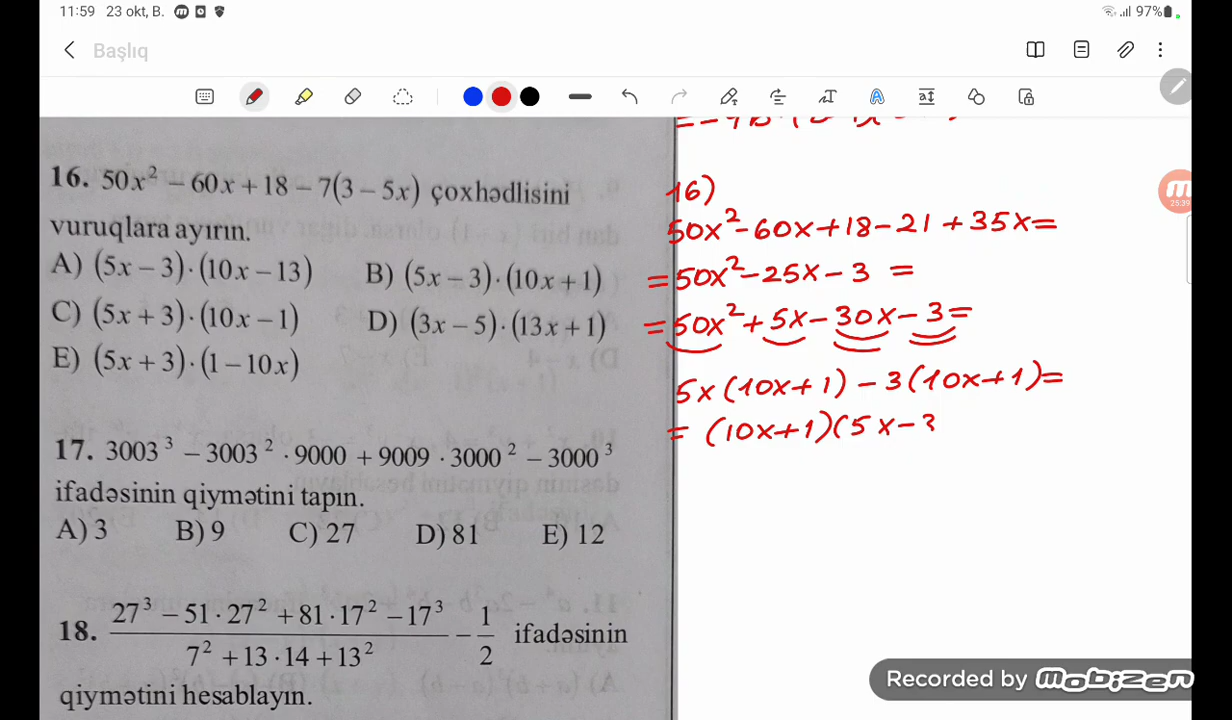 11:59 23 okt, B. 97%
Başlıq
16. 50x² − 60x + 18 − 7(3 − 5x) çoxhədlisini
vuruqlara ayırın.
A) (5x − 3)·(10x − 13) B) (5x − 3)·(10x + 1)
C) (5x + 3)·(10x − 1) D) (3x − 5)·(13x + 1)
E) (5x + 3)·(1 − 10x)
17. 3003³ − 3003² · 9000 + 9009 · 3000² − 3000³
ifadəsinin qiymətini tapın.
A) 3 B) 9 C) 27 D) 81 E) 12
18. (27³ − 51 · 27² + 81 · 17² − 17³)/(7² + 13 · 14 + 13²) − 1/2 ifadəsinin
qiymətini hesablayın.
16)
50x² - 60x + 18 - 21 + 35x =
= 50x² - 25x - 3 =
= 50x² + 5x - 30x - 3 =
5x (10x + 1) - 3 (10x + 1) =
= (10x + 1)(5x - 3
25:39
Recorded by mobizen